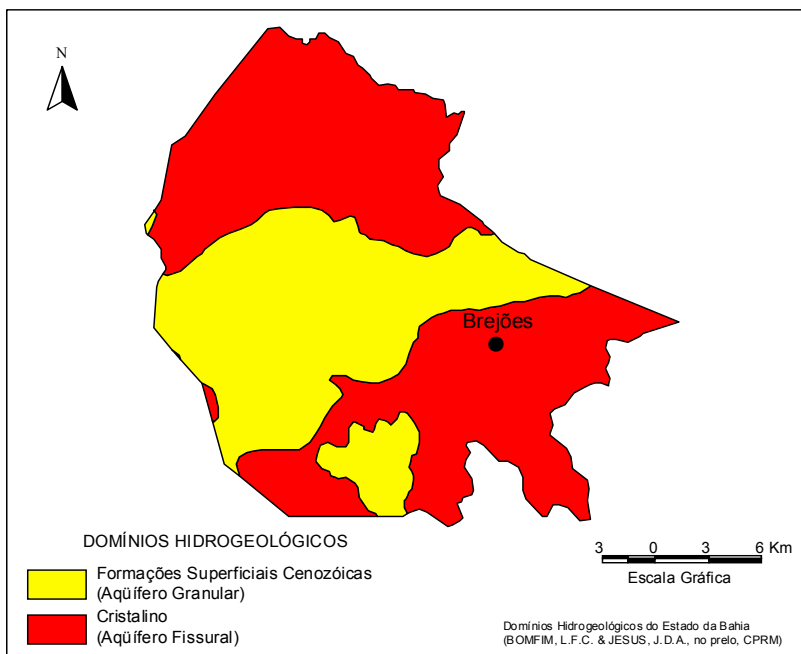 N
Brejões
DOMÍNIOS HIDROGEOLÓGICOS
Formações Superficiais Cenozóicas
(Aqüífero Granular)
Cristalino
(Aqüífero Fissural)
3 0 3 6 Km
Escala Gráfica
Domínios Hidrogeológicos do Estado da Bahia
(BOMFIM, L.F.C. & JESUS, J.D.A., no prelo, CPRM)